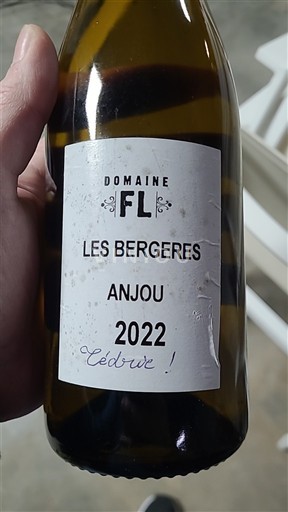 DOMAINE
FL
LES BERGERES
ANJOU
2022
Cédric !